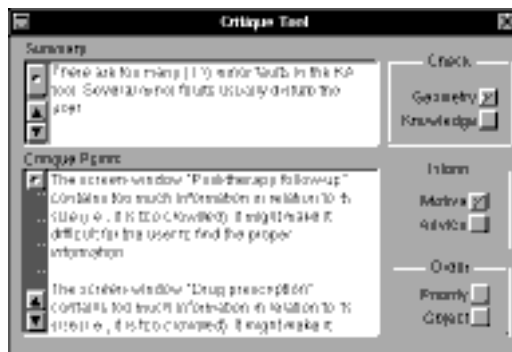 Critique Tool
Summary
There are too many (11) minor faults in the KA
tool. Several minor faults usually disturb the
user
Check
Geometry
Knowledge
Critique Points
The screen-window "Post-therapy follow-up"
contains too much information in relation to its
size (i.e., it is too crowded). It might make it
difficult for the user to find the proper
information
The screen-window "Drug prescription"
contains too much information in relation to its
size (i.e., it is too crowded). It might make it
Inform
Motive
Advice
Order
Priority
Object